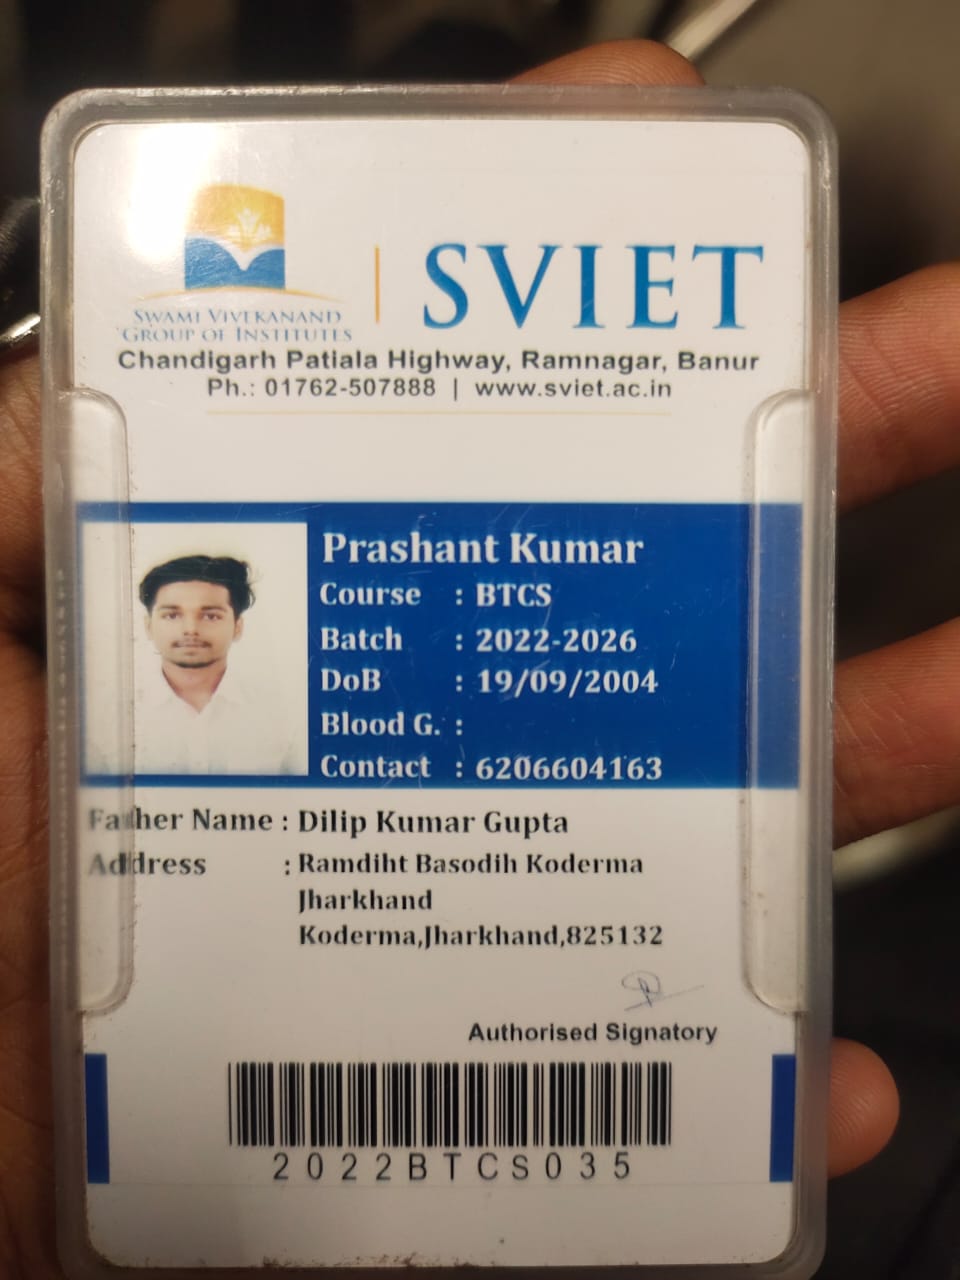 SWAMI VIVEKANAND
GROUP OF INSTITUTES
SVIET
Chandigarh Patiala Highway, Ramnagar, Banur
Ph.: 01762-507888 | www.sviet.ac.in
Prashant Kumar
Course : BTCS
Batch : 2022-2026
DoB : 19/09/2004
Blood G. :
Contact : 6206604163
Father Name : Dilip Kumar Gupta
Address : Ramdiht Basodih Koderma
Jharkhand
Koderma,Jharkhand,825132
Authorised Signatory
2022BTCS035